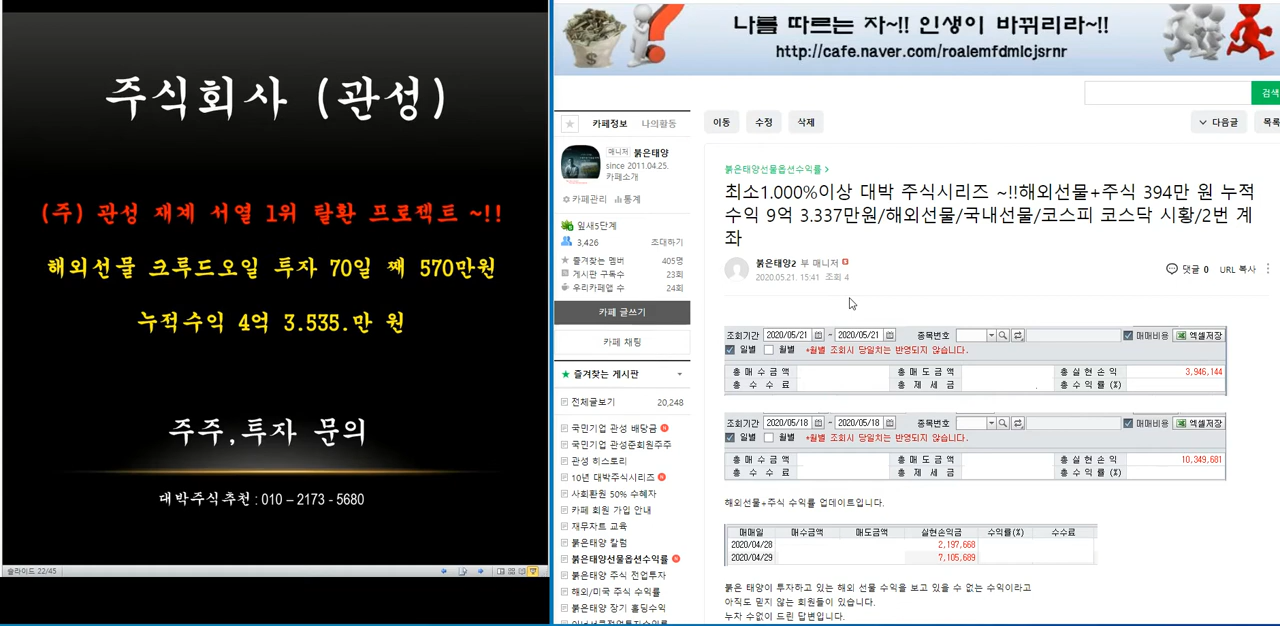 주식회사 (관성)
(주) 관성 재계 서열 1위 탈환 프로젝트 ~!!
해외선물 크루드오일 투자 70일 째 570만원
누적수익 4억 3.535.만 원
주주,투자 문의
대박주식추천 : 010 – 2173 - 5680
슬라이드 22/45
나를 따르는 자~!! 인생이 바뀌리라~!!
http://cafe.naver.com/roalemfdmlcjsrnr
검색
카페정보 나의활동
매니저 붉은태양
since 2011.04.25.
카페소개
카페관리 통계
잎새5단계
3,426 초대하기
즐겨찾는 멤버 405명
게시판 구독수 23회
우리카페앱 수 24회
카페 글쓰기
카페 채팅
즐겨찾는 게시판
전체글보기 20,248
국민기업 관성 배당금
국민기업 관성준회원주주
관성 히스토리
10년 대박주식시리즈
사회환원 50% 수혜자
카페 회원 가입 안내
재무차트 교육
붉은태양 칼럼
붉은태양선물옵션수익률
붉은태양 주식 전업투자
해외/미국 주식 수익률
붉은태양 장기 홀딩수익
이동 수정 삭제 다음글 목록
붉은태양선물옵션수익률 >
최소1.000%이상 대박 주식시리즈 ~!!해외선물+주식 394만 원 누적
수익 9억 3.337만원/해외선물/국내선물/코스피 코스닥 시황/2번 계
좌
붉은태양2 부 매니저
2020.05.21. 15:41 조회 4
댓글 0 URL 복사
조회기간 2020/05/21 - 2020/05/21 종목번호 매매비용 엑셀저장
일별 월별 *월별 조회시 당일치는 반영되지 않습니다.
총 매 수 금 액 총 매 도 금 액 총 실 현 손 익 3,946,144
총 수 수 료 총 제 세 금 총 수 익 률 (%)
조회기간 2020/05/18 - 2020/05/18 종목번호 매매비용 엑셀저장
일별 월별 *월별 조회시 당일치는 반영되지 않습니다.
총 매 수 금 액 총 매 도 금 액 총 실 현 손 익 10,349,681
총 수 수 료 총 제 세 금 총 수 익 률 (%)
해외선물+주식 수익률 업데이트입니다.
매매일 매수금액 매도금액 실현손익금 수익률(%) 수수료
2020/04/28 2,197,668
2020/04/29 7,105,689
붉은 태양이 투자하고 있는 해외 선물 수익을 보고 있을 수 없는 수익이라고
아직도 믿지 않는 회원들이 있습니다.
누차 수없이 드린 답변입니다.